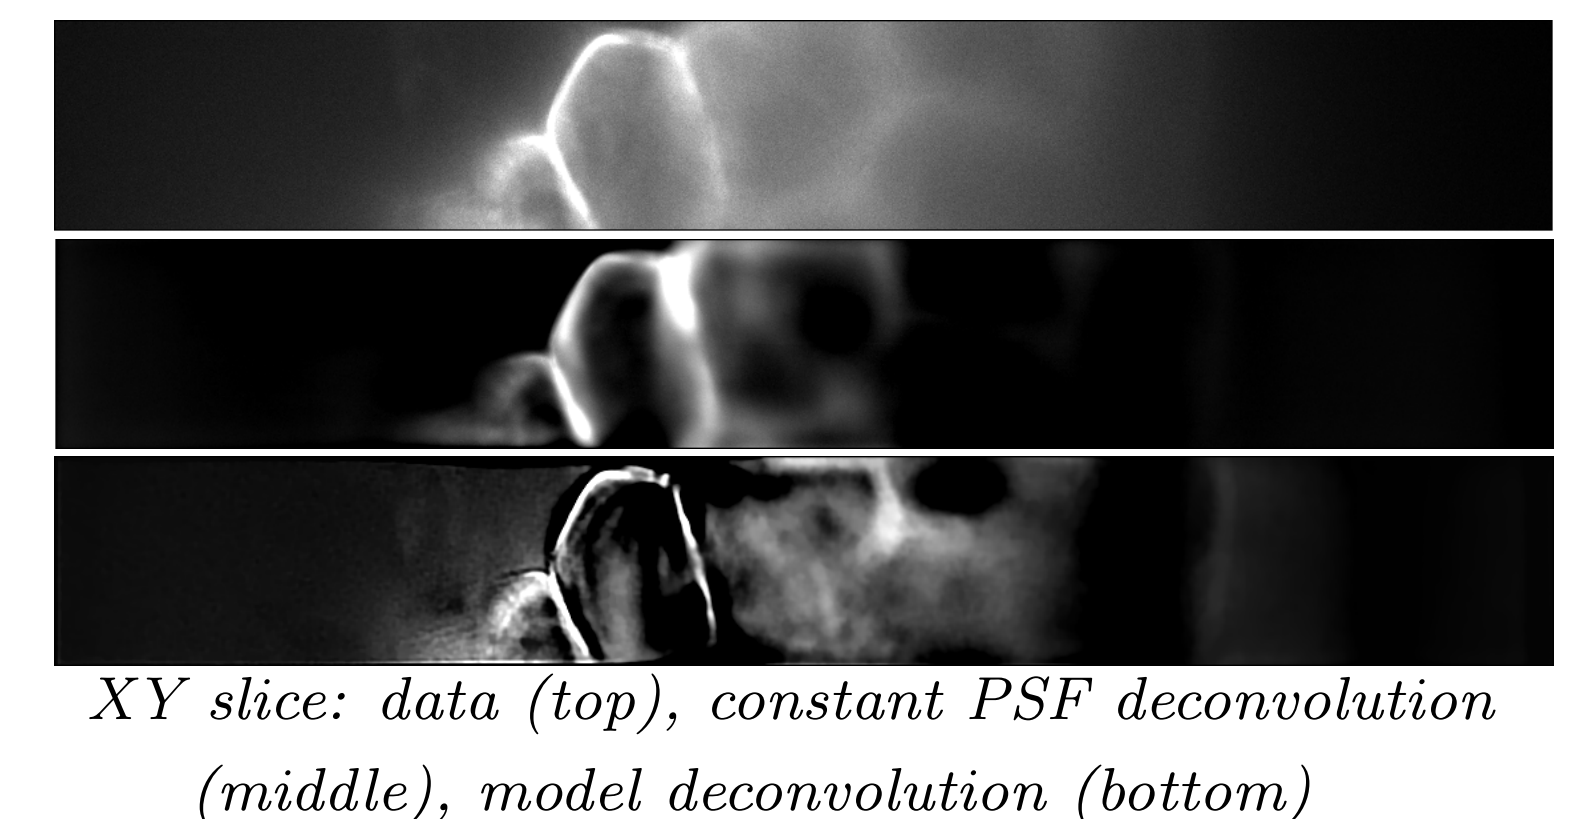 XY slice: data (top), constant PSF deconvolution
(middle), model deconvolution (bottom)